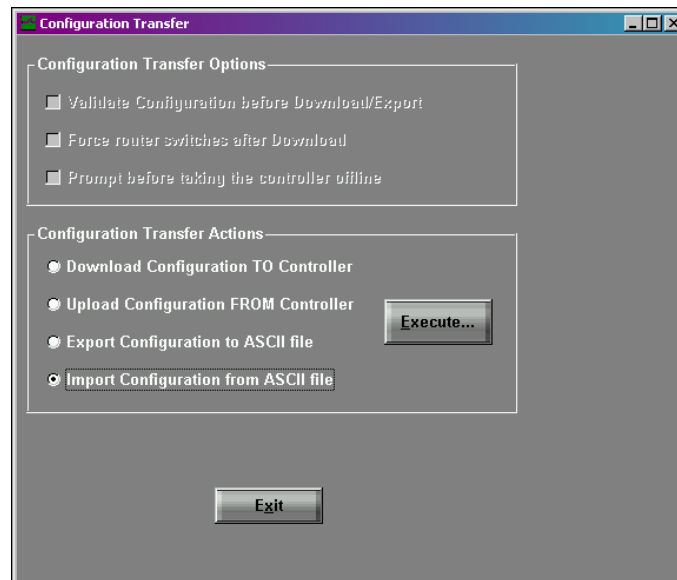 Configuration Transfer
Configuration Transfer Options
Validate Configuration before Download/Export
Force router switches after Download
Prompt before taking the controller offline
Configuration Transfer Actions
Download Configuration TO Controller
Upload Configuration FROM Controller
Execute...
Export Configuration to ASCII file
Import Configuration from ASCII file
Exit